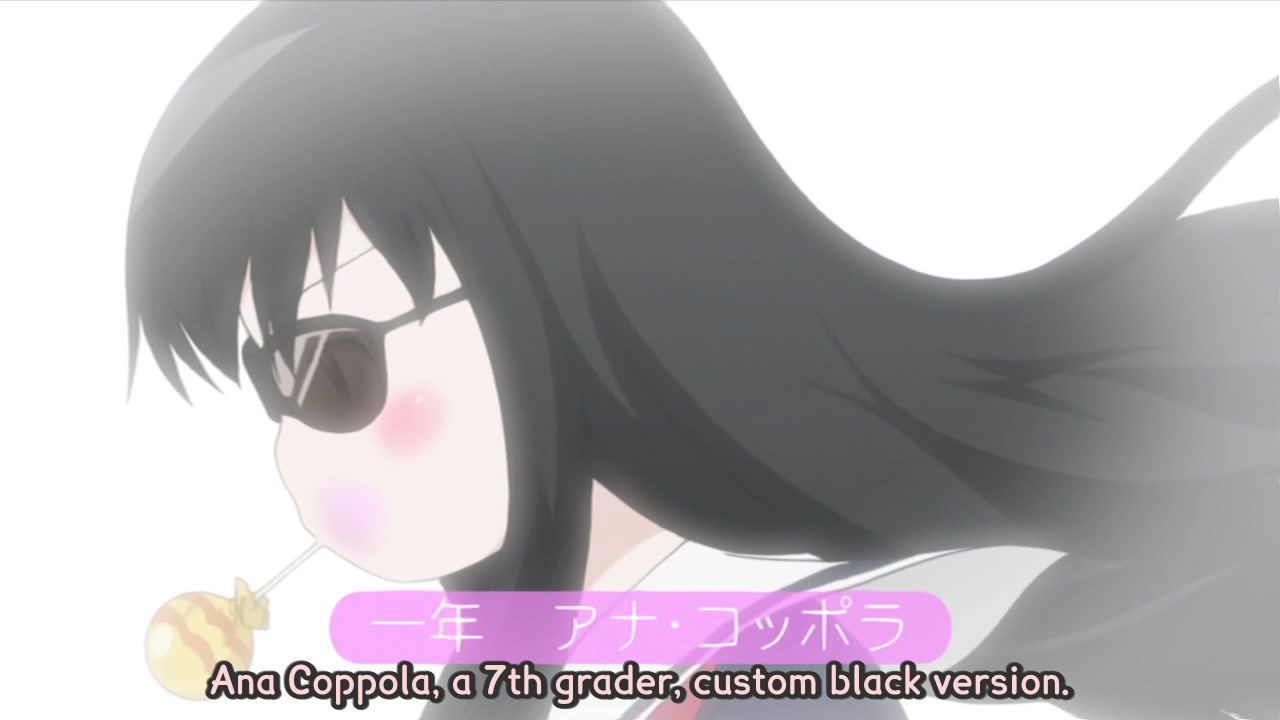 一年　アナ・コッポラ
Ana Coppola, a 7th grader, custom black version.